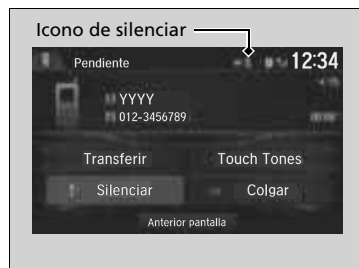 Icono de silenciar
Pendiente 12:34
YYYY
012-3456789
Transferir Touch Tones
Silenciar Colgar
Anterior pantalla